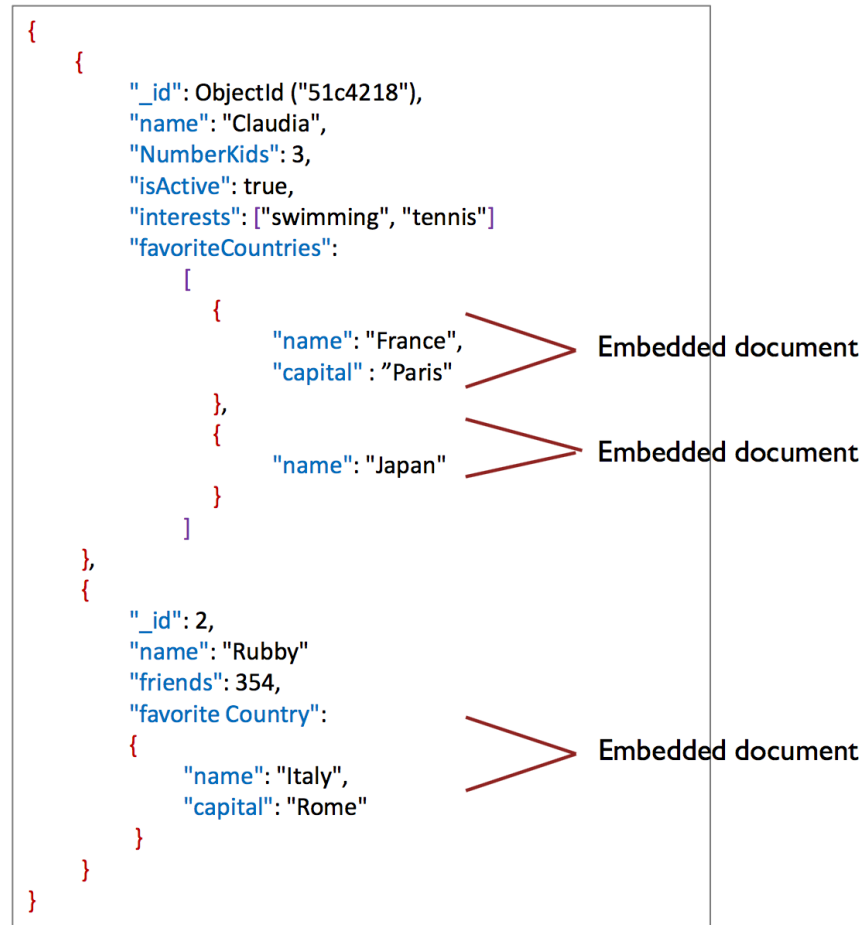 {
{
"_id": ObjectId ("51c4218"),
"name": "Claudia",
"NumberKids": 3,
"isActive": true,
"interests": ["swimming", "tennis"]
"favoriteCountries":
[
{
"name": "France",
"capital" : ”Paris"
Embedded document
},
{
"name": "Japan"
Embedded document
}
]
},
{
"_id": 2,
"name": "Rubby"
"friends": 354,
"favorite Country":
{
"name": "Italy",
"capital": "Rome"
Embedded document
}
}
}